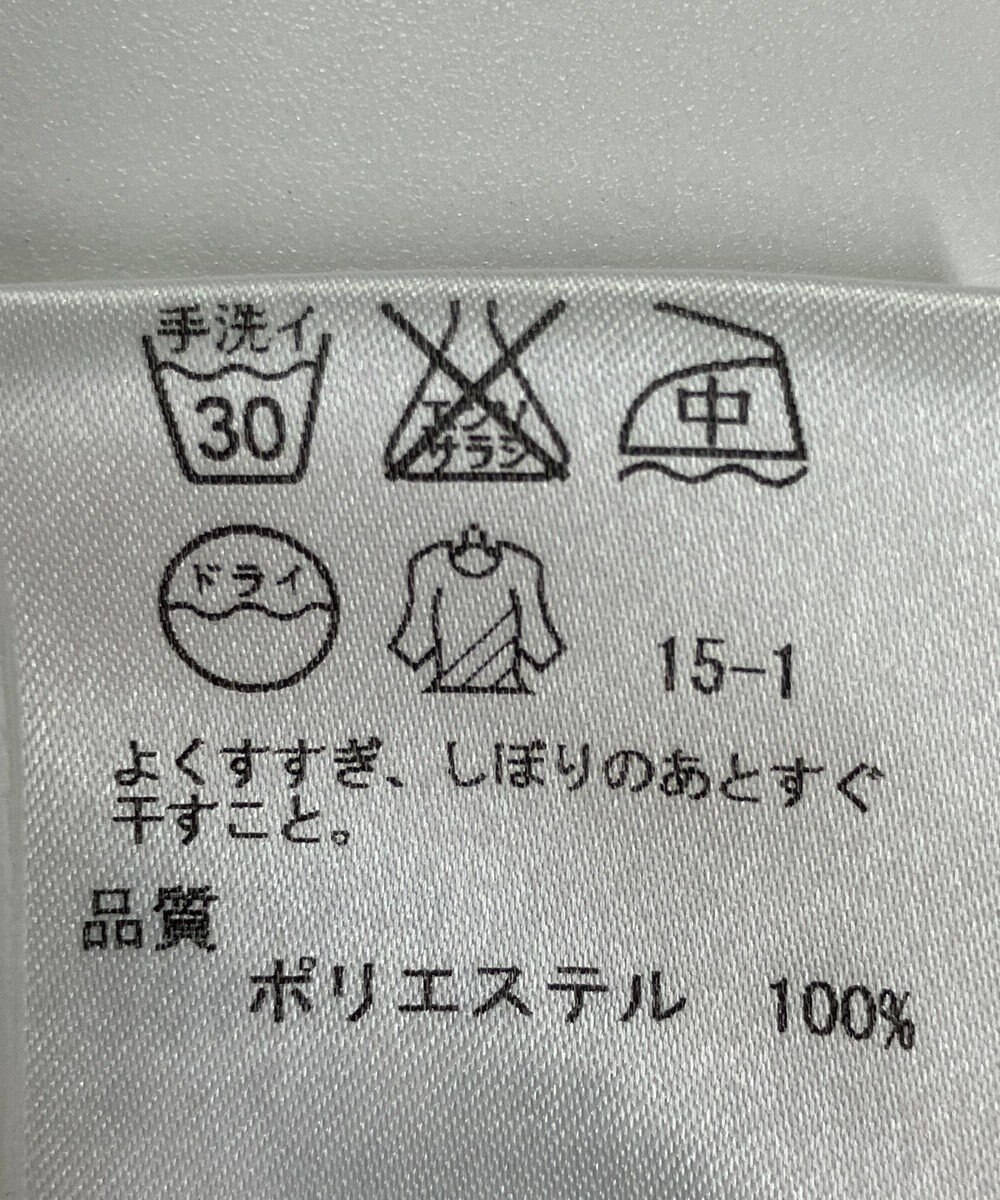 手洗イ
30
エンソ
サラシ
中
ドライ
15-1
よくすすぎ、しぼりのあとすぐ
干すこと。
品質
ポリエステル 100%